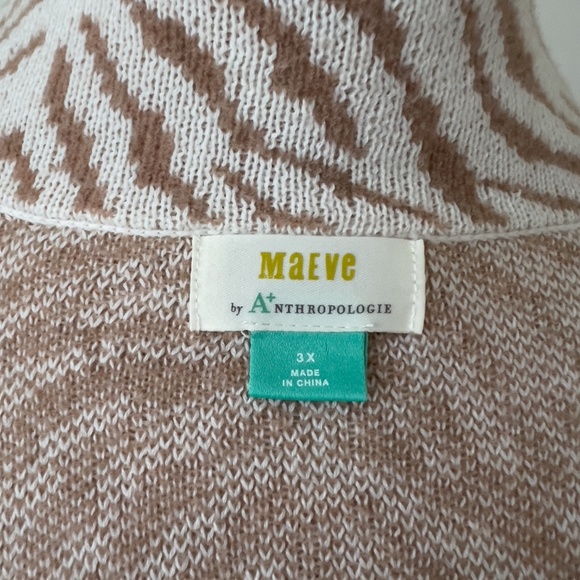 MaEve
by A+NTHROPOLOGIE
3X
MADE
IN CHINA